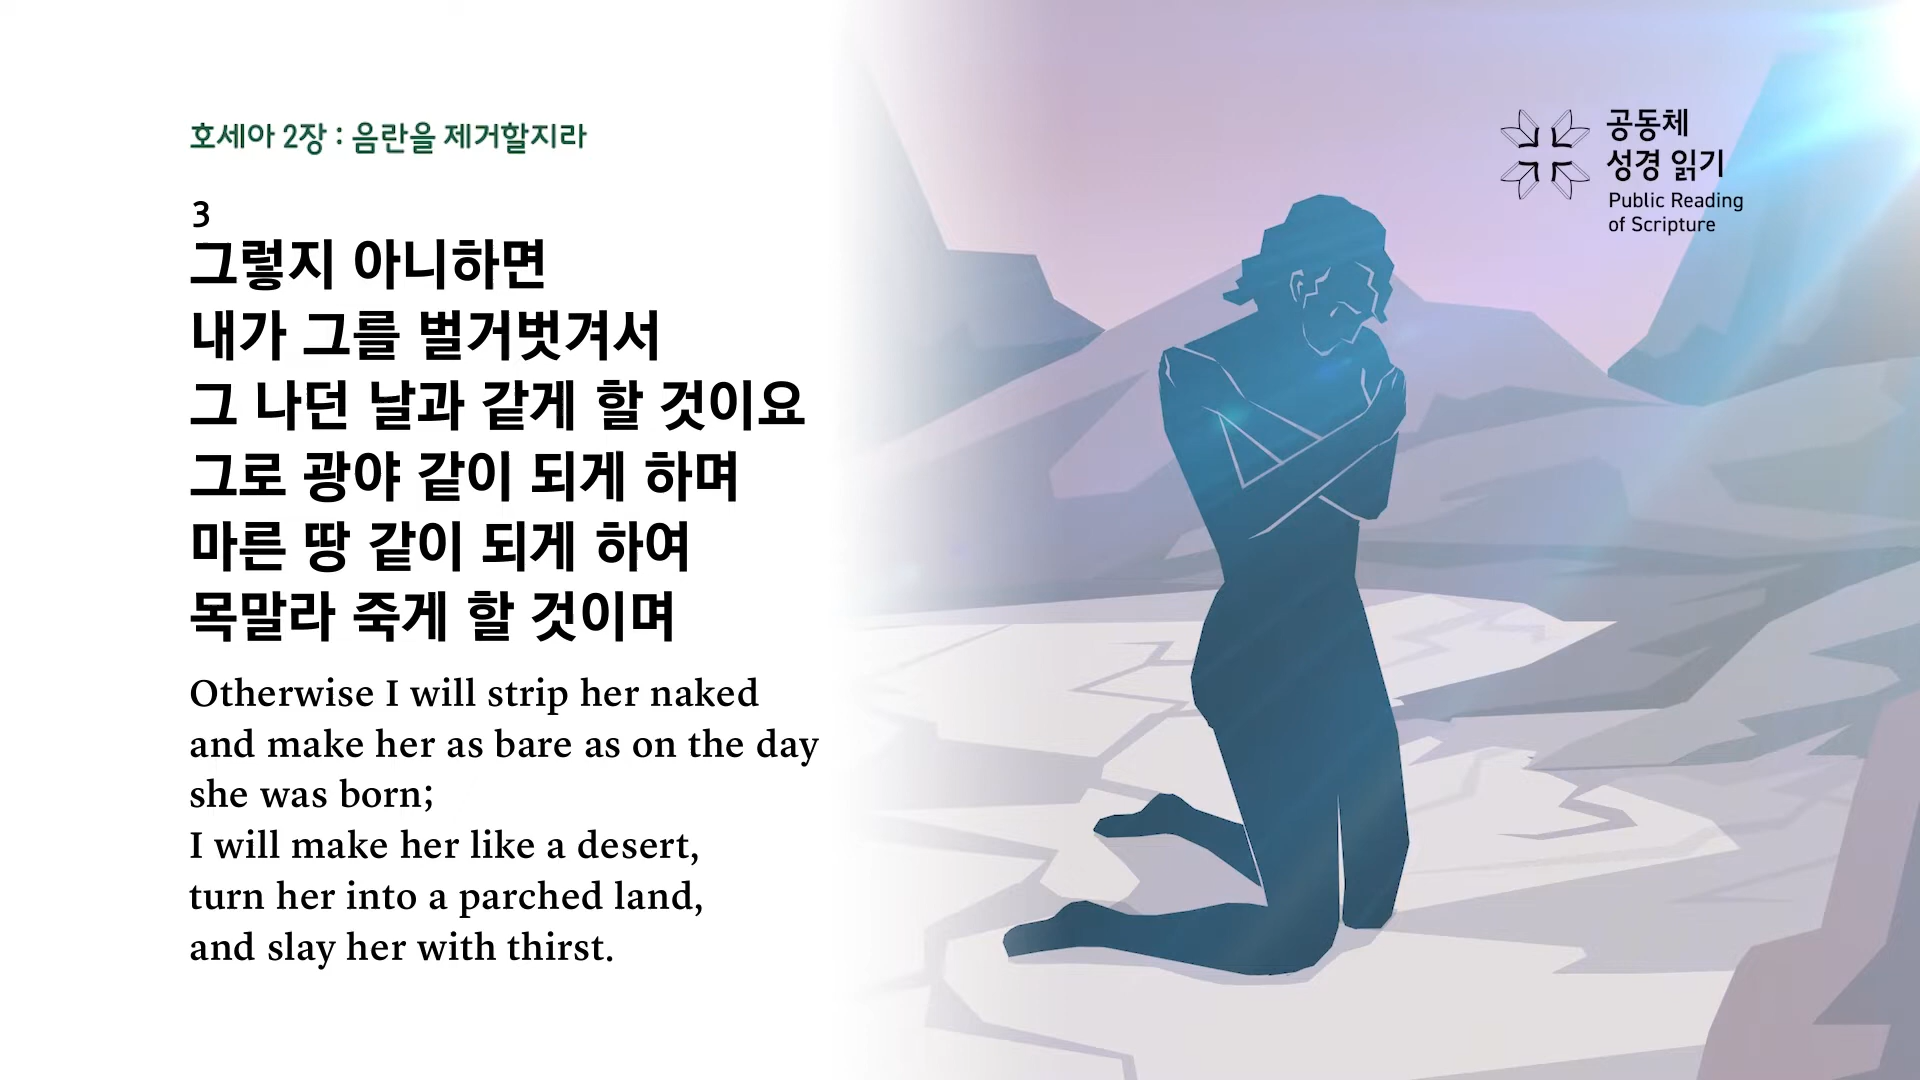 호세아 2장 : 음란을 제거할지라
3
그렇지 아니하면
내가 그를 벌거벗겨서
그 나던 날과 같게 할 것이요
그로 광야 같이 되게 하며
마른 땅 같이 되게 하여
목말라 죽게 할 것이며
Otherwise I will strip her naked
and make her as bare as on the day
she was born;
I will make her like a desert,
turn her into a parched land,
and slay her with thirst.
공동체
성경 읽기
Public Reading
of Scripture